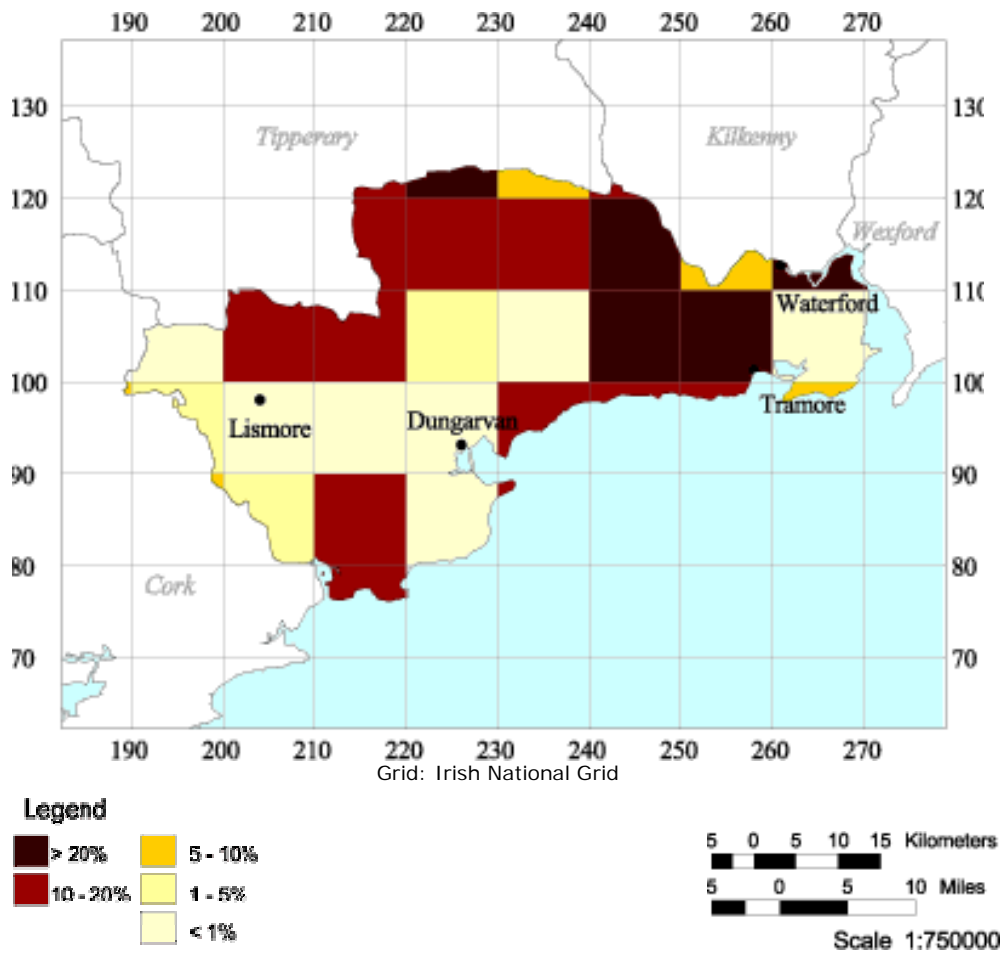 190 200 210 220 230 240 250 260 270
130 130
Tipperary Kilkenny
120 120
Wexford
110 110
Waterford
100 100
Tramore
Lismore Dungarvan
90 90
80 80
Cork
70 70
190 200 210 220 230 240 250 260 270
Grid: Irish National Grid
Legend
> 20% 5 - 10%
10 - 20% 1 - 5%
< 1%
5 0 5 10 15 Kilometers
5 0 5 10 Miles
Scale 1:750000